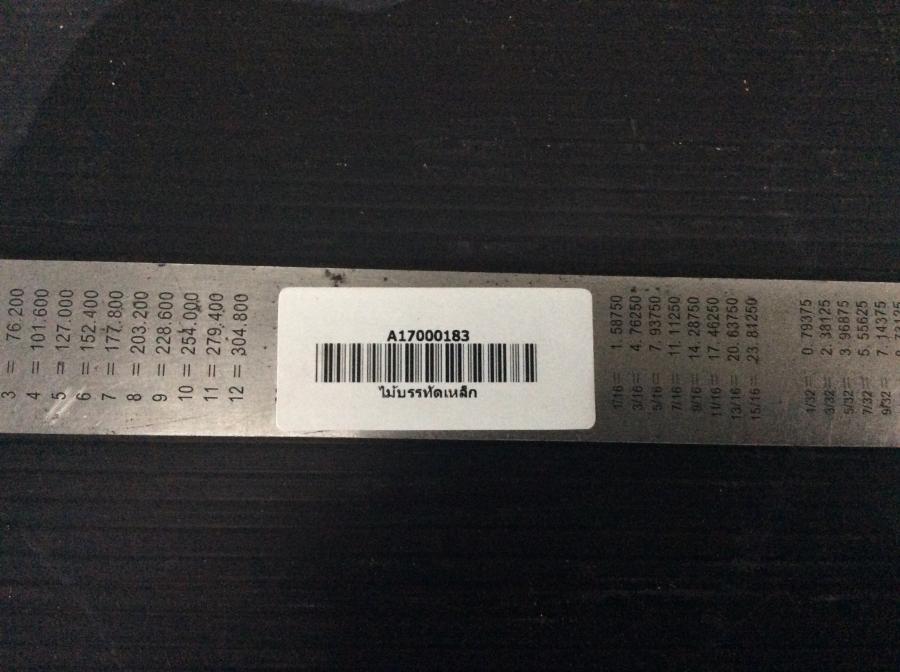 3 = 76.200
4 = 101.600
5 = 127.000
6 = 152.400
7 = 177.800
8 = 203.200
9 = 228.600
10 = 254.000
11 = 279.400
12 = 304.800
A17000183
ไม้บรรทัดเหล็ก
1/16 = 1.58750
3/16 = 4.76250
5/16 = 7.93750
7/16 = 11.11250
9/16 = 14.28750
11/16 = 17.46250
13/16 = 20.63750
15/16 = 23.81250
1/32 = 0.79375
3/32 = 2.38125
5/32 = 3.96875
7/32 = 5.55625
9/32 = 7.14375